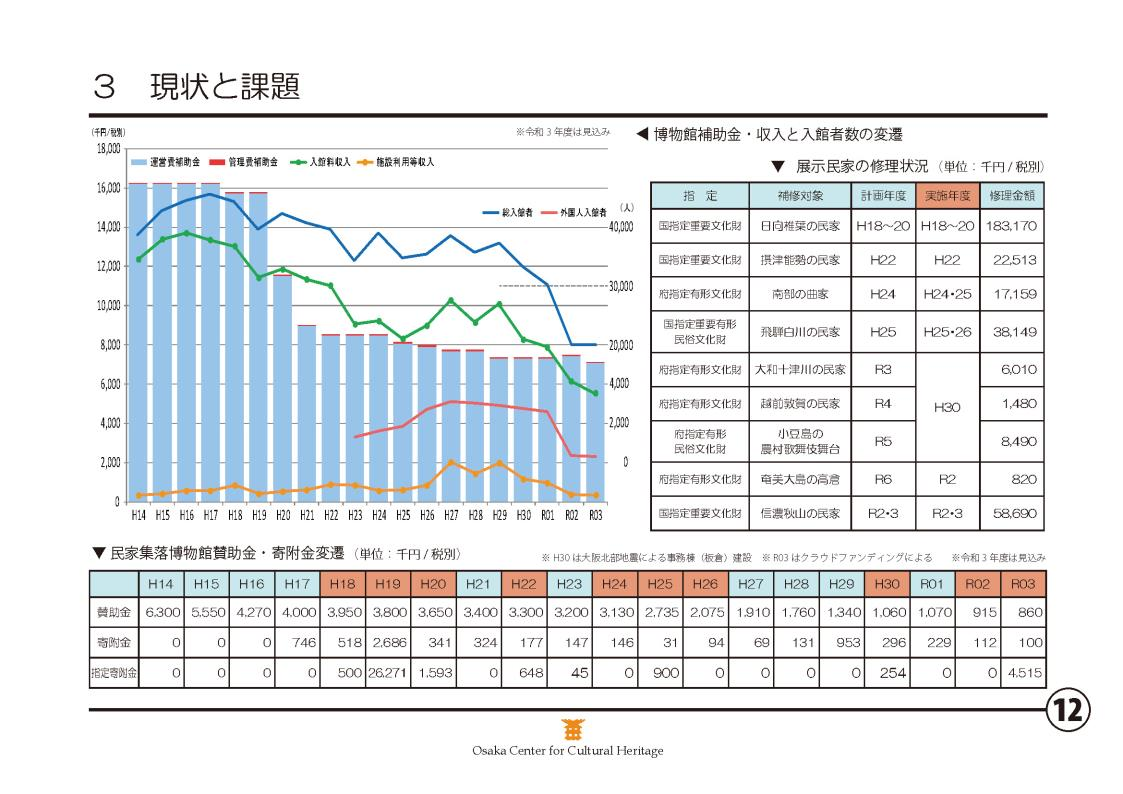 ３　現状と課題
(千円/税別)
※令和３年度は見込み
運営費補助金
管理費補助金
入館料収入
施設利用等収入
総入館者
外国人入館者
(人)
18,000
16,000
14,000
12,000
10,000
8,000
6,000
4,000
2,000
0
40,000
30,000
20,000
4,000
2,000
0
H14 H15 H16 H17 H18 H19 H20 H21 H22 H23 H24 H25 H26 H27 H28 H29 H30 R01 R02 R03
◀ 博物館補助金・収入と入館者数の変遷
▼ 展示民家の修理状況（単位：千円 / 税別）
指　定 補修対象 計画年度 実施年度 修理金額
国指定重要文化財 日向椎葉の民家 H18～20 H18～20 183,170
国指定重要文化財 摂津能勢の民家 H22 H22 22,513
府指定有形文化財 南部の曲家 H24 H24・25 17,159
国指定重要有形
民俗文化財 飛騨白川の民家 H25 H25・26 38,149
府指定有形文化財 大和十津川の民家 R3 6,010
府指定有形文化財 越前敦賀の民家 R4 H30 1,480
府指定有形
民俗文化財 小豆島の
農村歌舞伎舞台 R5 8,490
府指定有形文化財 奄美大島の高倉 R6 R2 820
国指定重要文化財 信濃秋山の民家 R2・3 R2・3 58,690
▼ 民家集落博物館賛助金・寄附金変遷（単位：千円 / 税別）
※ H30 は大阪北部地震による事務棟（板倉）建設　※ R03 はクラウドファンディングによる　※令和 3 年度は見込み
H14 H15 H16 H17 H18 H19 H20 H21 H22 H23 H24 H25 H26 H27 H28 H29 H30 R01 R02 R03
賛助金 6,300 5,550 4,270 4,000 3,950 3,800 3,650 3,400 3,300 3,200 3,130 2,735 2,075 1,910 1,760 1,340 1,060 1,070 915 860
寄附金 0 0 0 746 518 2,686 341 324 177 147 146 31 94 69 131 953 296 229 112 100
指定寄附金 0 0 0 0 500 26,271 1,593 0 648 45 0 900 0 0 0 0 254 0 0 4,515
12
Osaka Center for Cultural Heritage